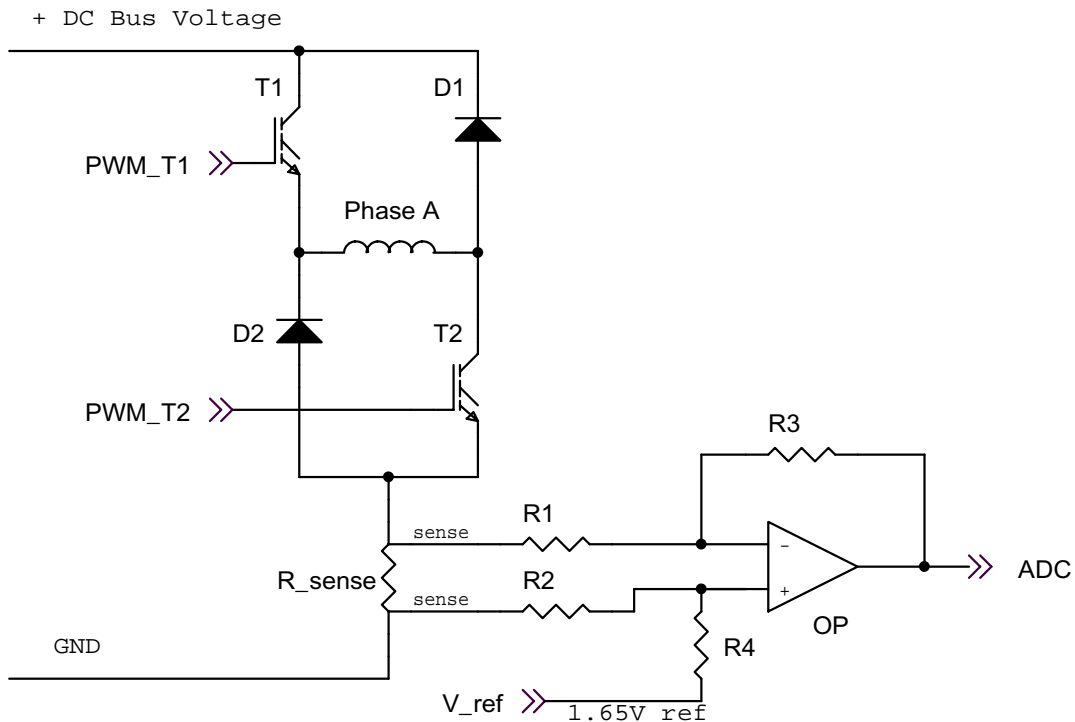 + DC Bus Voltage
T1
D1
PWM_T1
Phase A
D2
T2
PWM_T2
R3
R1
sense
-
R_sense
R2
sense
+
ADC
OP
GND
R4
V_ref
1.65V ref